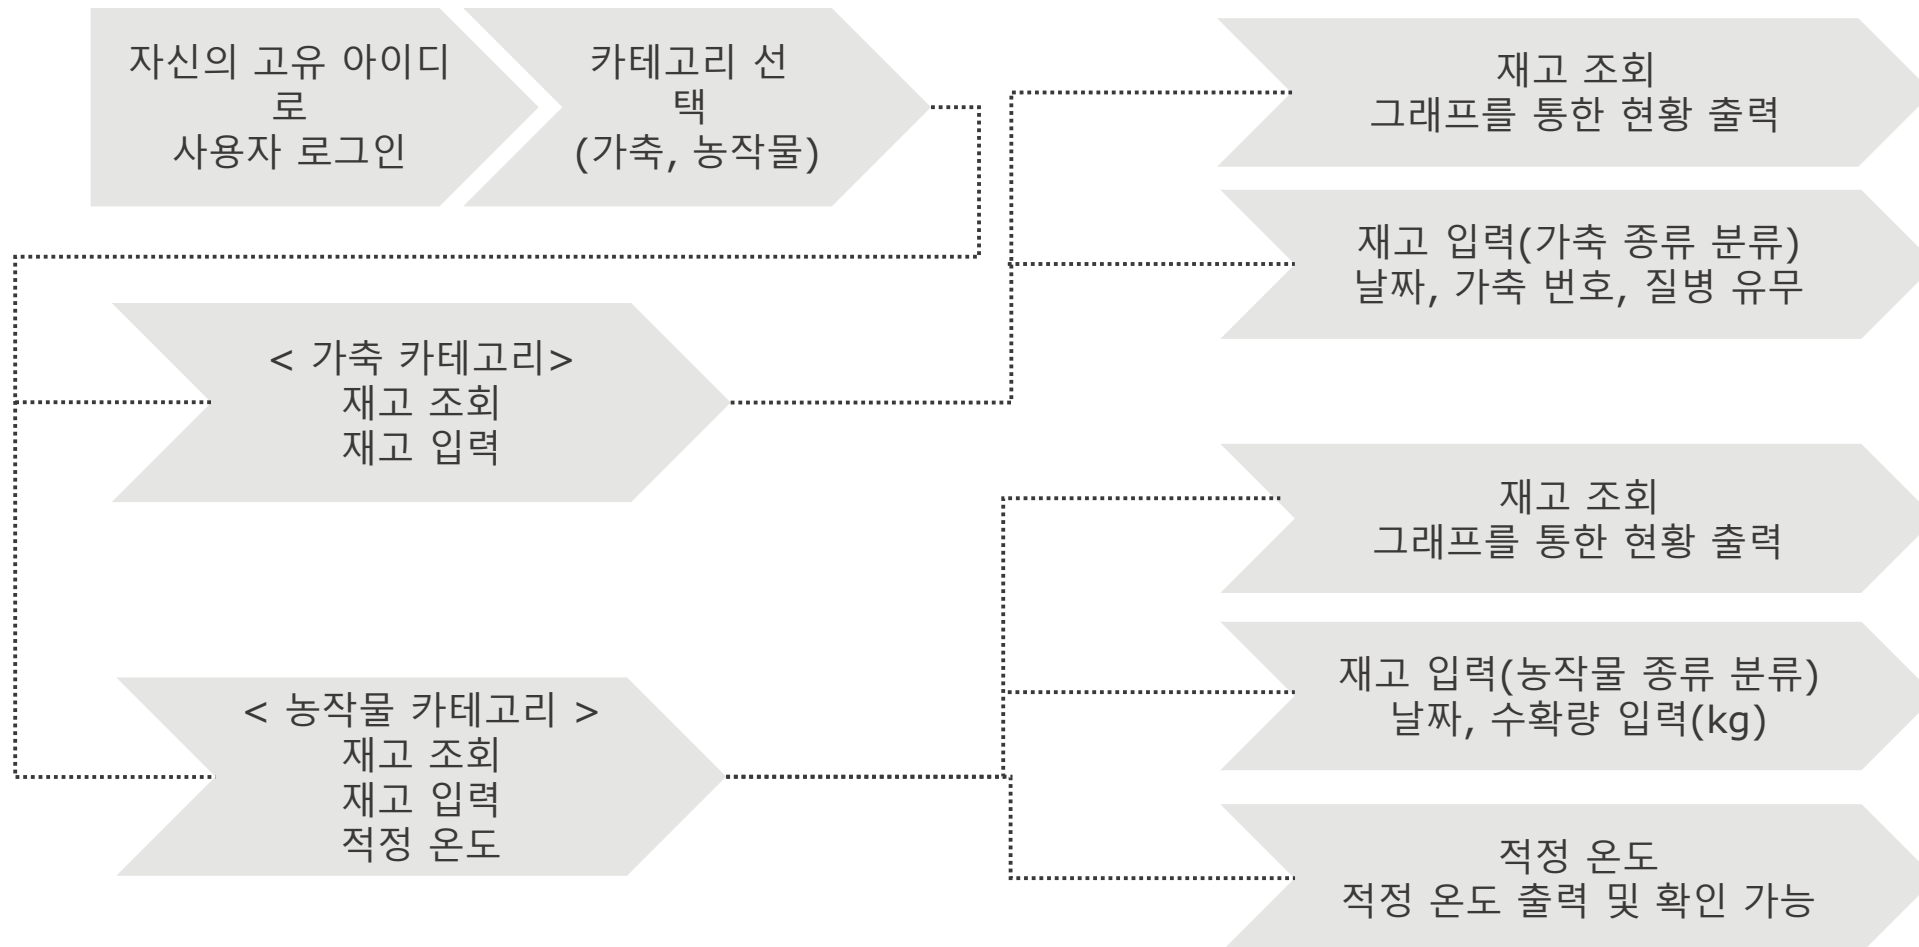 자신의 고유 아이디
로
사용자 로그인
카테고리 선
택
(가축, 농작물)
재고 조회
그래프를 통한 현황 출력
재고 입력(가축 종류 분류)
날짜, 가축 번호, 질병 유무
< 가축 카테고리>
재고 조회
재고 입력
재고 조회
그래프를 통한 현황 출력
재고 입력(농작물 종류 분류)
날짜, 수확량 입력(kg)
< 농작물 카테고리 >
재고 조회
재고 입력
적정 온도
적정 온도
적정 온도 출력 및 확인 가능